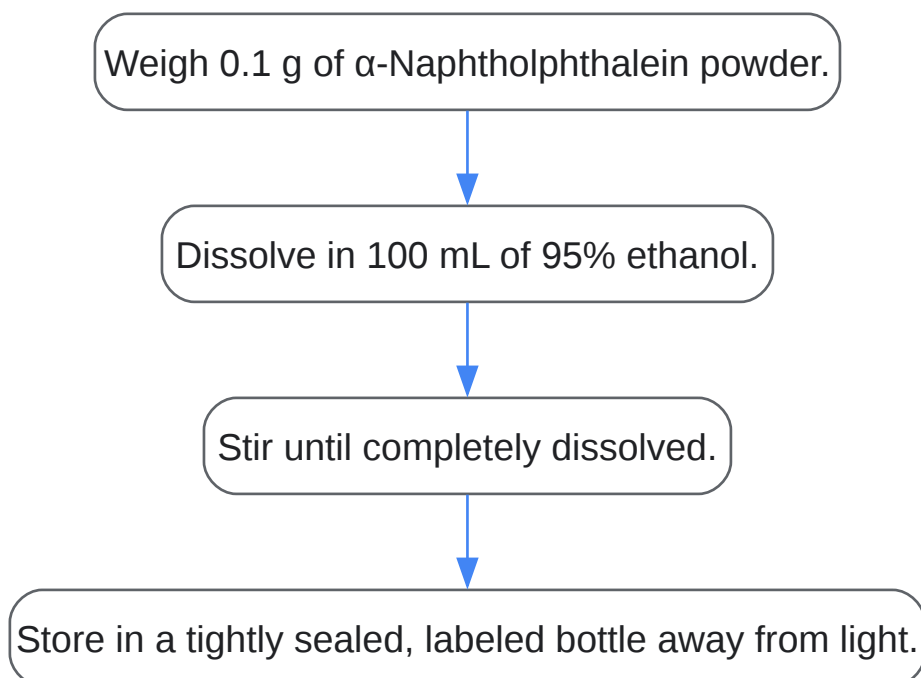 Weigh 0.1 g of α-Naphtholphthalein powder.
Dissolve in 100 mL of 95% ethanol.
Stir until completely dissolved.
Store in a tightly sealed, labeled bottle away from light.